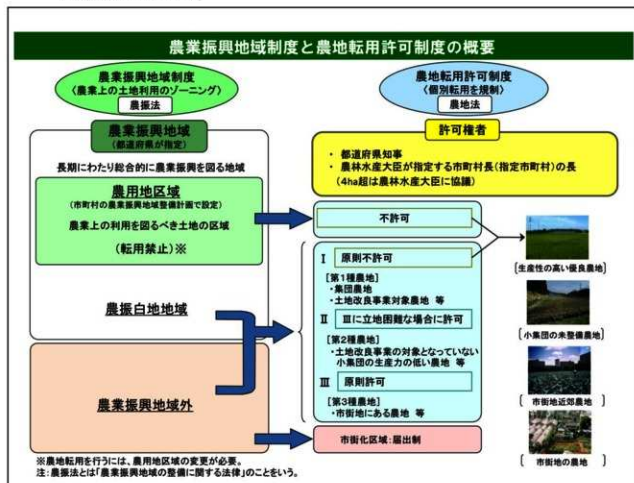 農業振興地域制度と農地転用許可制度の概要
農業振興地域制度
〈農業上の土地利用のゾーニング〉
農振法
農業振興地域
(都道府県が指定)
長期にわたり総合的に農業振興を図る地域
農用地区域
(市町村の農業振興地域整備計画で設定)
農業上の利用を図るべき土地の区域
(転用禁止)※
農振白地地域
農業振興地域外
※農地転用を行うには、農用地区域の変更が必要。
注:農振法とは「農業振興地域の整備に関する法律」のことをいう。
農地転用許可制度
〈個別転用を規制〉
農地法
許可権者
・ 都道府県知事
・ 農林水産大臣が指定する市町村長(指定市町村)の長
(4ha超は農林水産大臣に協議)
不許可
Ⅰ 原則不許可
[第1種農地]
・集団農地
・土地改良事業対象農地 等
Ⅱ Ⅲに立地困難な場合に許可
[第2種農地]
・土地改良事業の対象となっていない
小集団の生産力の低い農地 等
Ⅲ 原則許可
[第3種農地]
・市街地にある農地 等
市街化区域:届出制
[生産性の高い優良農地]
[小集団の未整備農地]
[市街地近郊農地]
[市街地の農地]